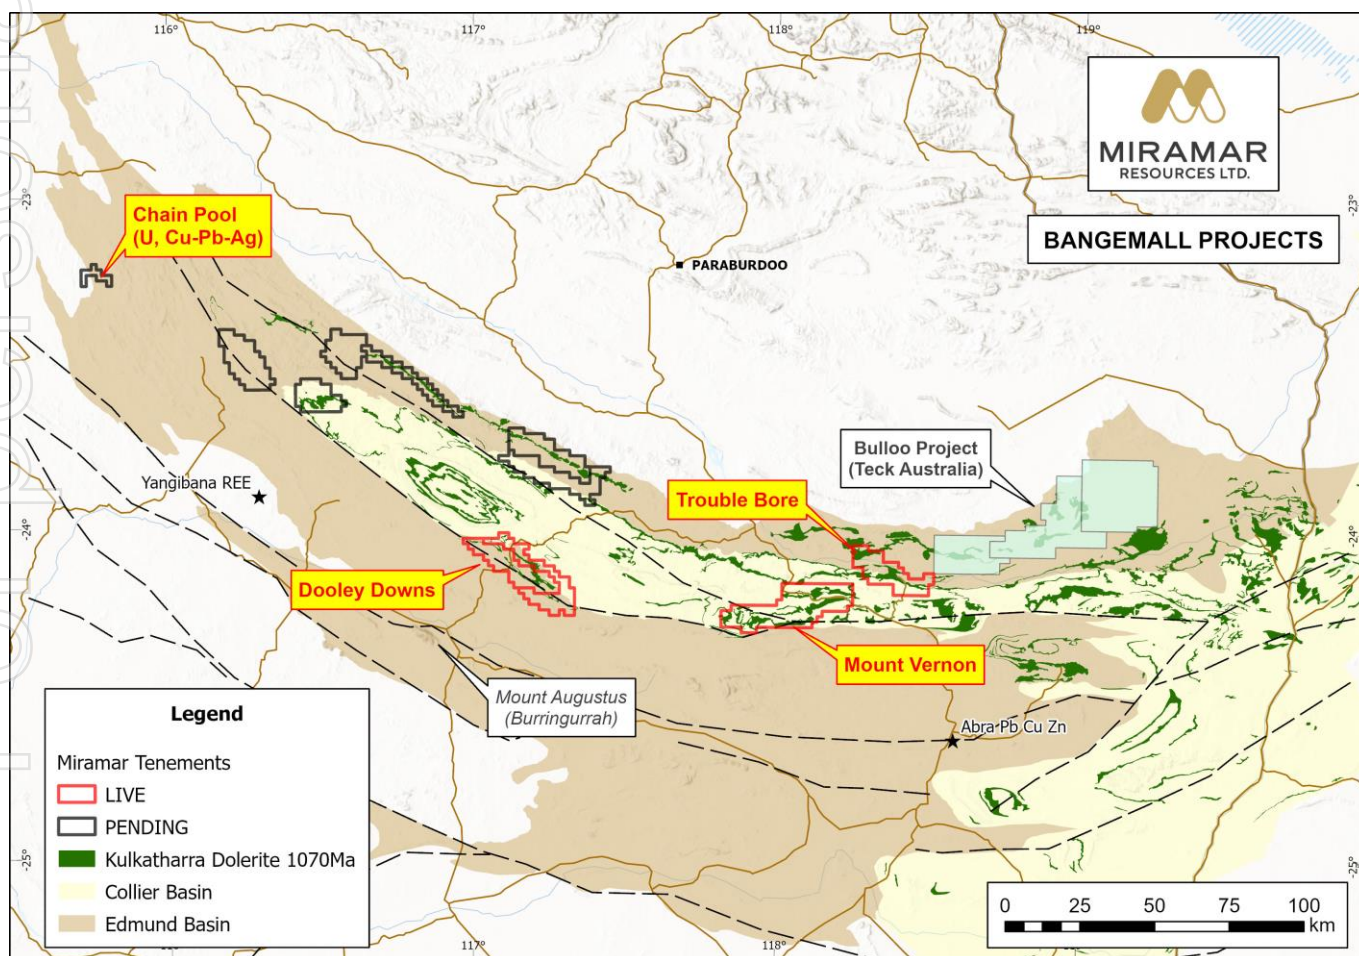 116°
117°
118°
119°
MIRAMAR
RESOURCES LTD.
BANGEMALL PROJECTS
-23°
-23°
Chain Pool
(U, Cu-Pb-Ag)
PARABURDOO
Bulloo Project
(Teck Australia)
Yangibana REE
Trouble Bore
-24°
-24°
Dooley Downs
Mount Vernon
Mount Augustus
(Burringurrah)
Abra Pb Cu Zn
Legend
Miramar Tenements
LIVE
PENDING
Kulkatharra Dolerite 1070Ma
Collier Basin
Edmund Basin
-25°
-25°
0 25 50 75 100
km
117°
118°